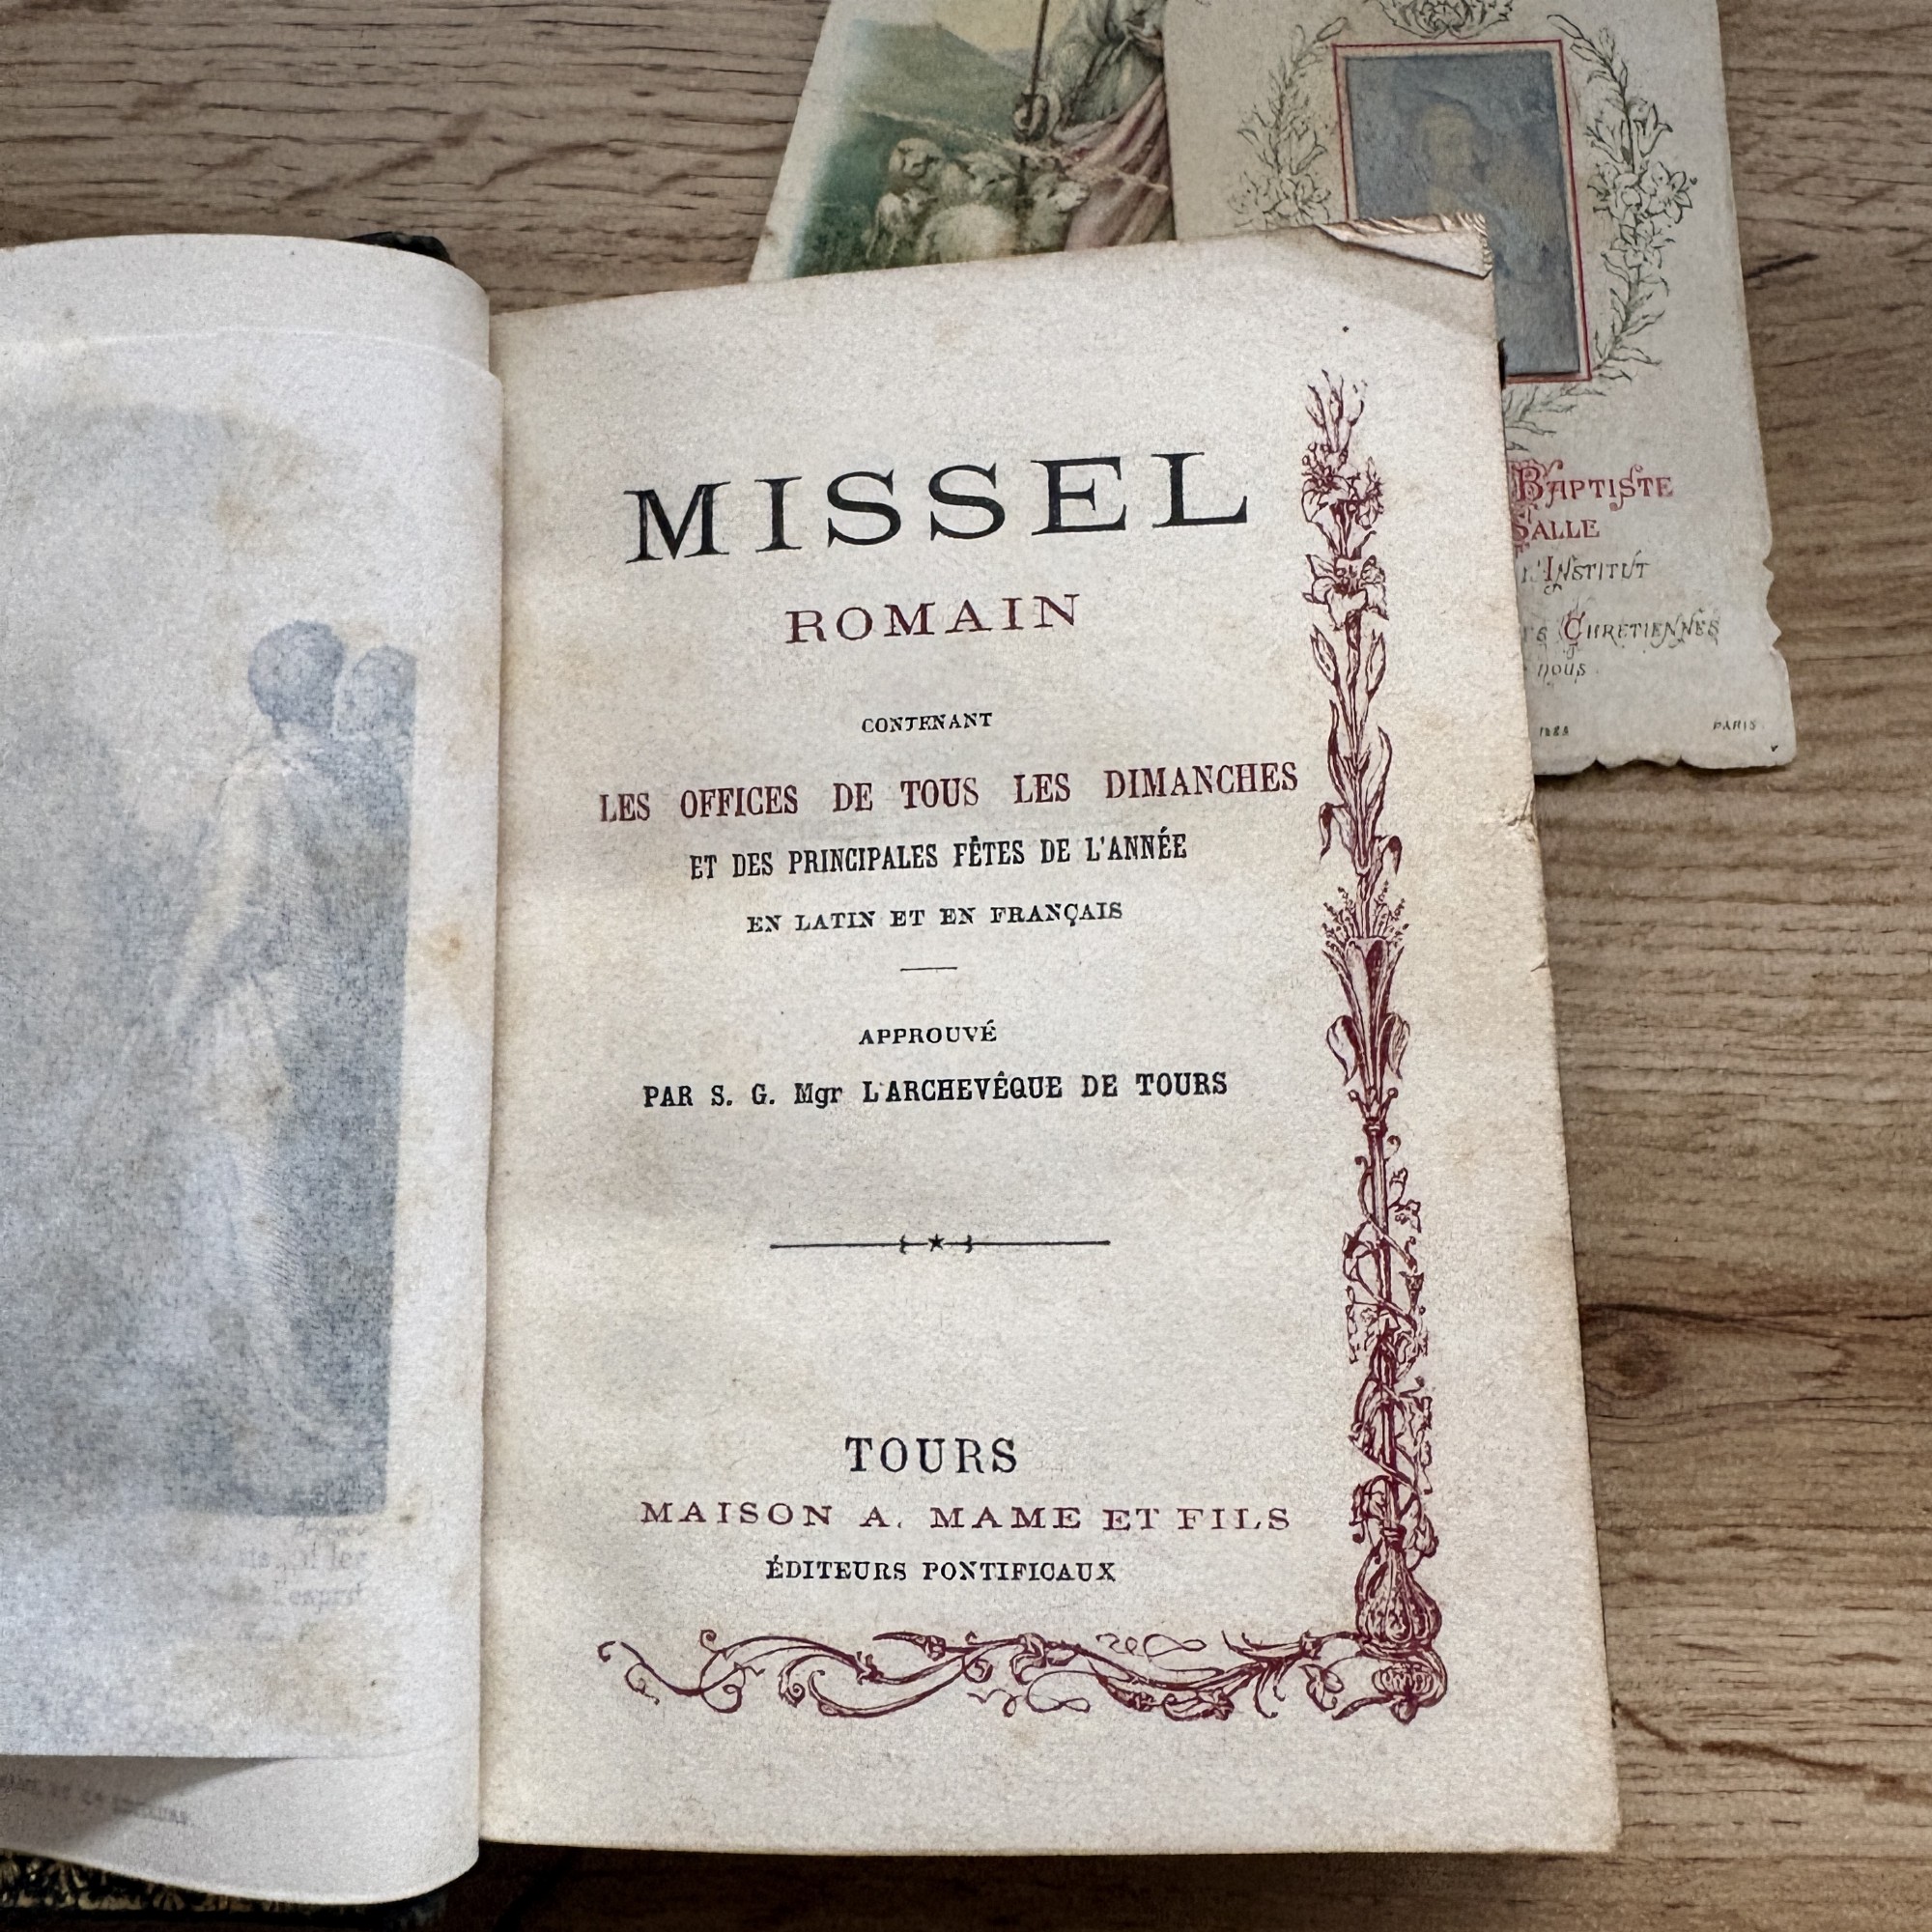 MISSEL
ROMAIN
CONTENANT
LES OFFICES DE TOUS LES DIMANCHES
ET DES PRINCIPALES FÊTES DE L'ANNÉE
EN LATIN ET EN FRANÇAIS
APPROUVÉ
PAR S. G. Mgr L'ARCHEVÊQUE DE TOURS
TOURS
MAISON A. MAME ET FILS
ÉDITEURS PONTIFICAUX
BAPTISTE
SALLE
L'INSTITUT
CHRETIENNES
nous
PARIS